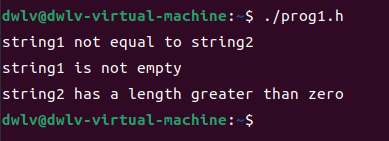 dwlv@dwlv-virtual-machine:~$ ./prog1.h
string1 not equal to string2
string1 is not empty
string2 has a length greater than zero
dwlv@dwlv-virtual-machine:~$